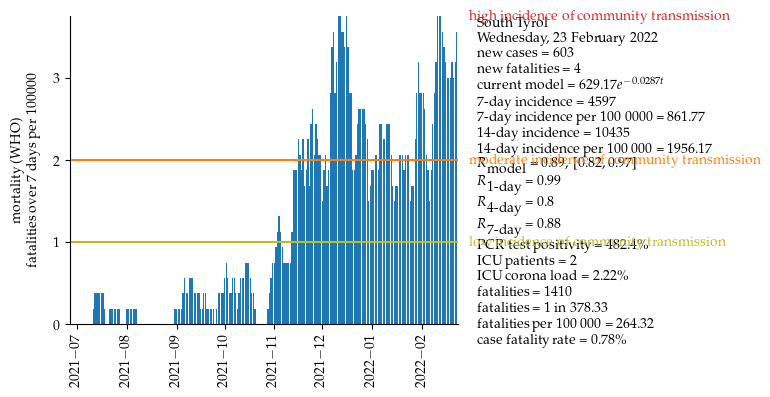 high incidence of community transmission
South Tyrol
Wednesday, 23 February 2022
new cases = 603
new fatalities = 4
current model = 629.17e^{-0.0287t}
7-day incidence = 4597
7-day incidence per 100 0000 = 861.77
14-day incidence = 10435
14-day incidence per 100 000 = 1956.17
moderate incidence of community transmission
R_model = 0.89, [0.82, 0.97]
R_1-day = 0.99
R_4-day = 0.8
R_7-day = 0.88
low incidence of community transmission
PCR test positivity = 482.4%
ICU patients = 2
ICU corona load = 2.22%
fatalities = 1410
fatalities = 1 in 378.33
fatalities per 100 000 = 264.32
case fatality rate = 0.78%
mortality (WHO)
fatalities over 7 days per 100000
3
2
1
0
2021-07
2021-08
2021-09
2021-10
2021-11
2021-12
2022-01
2022-02